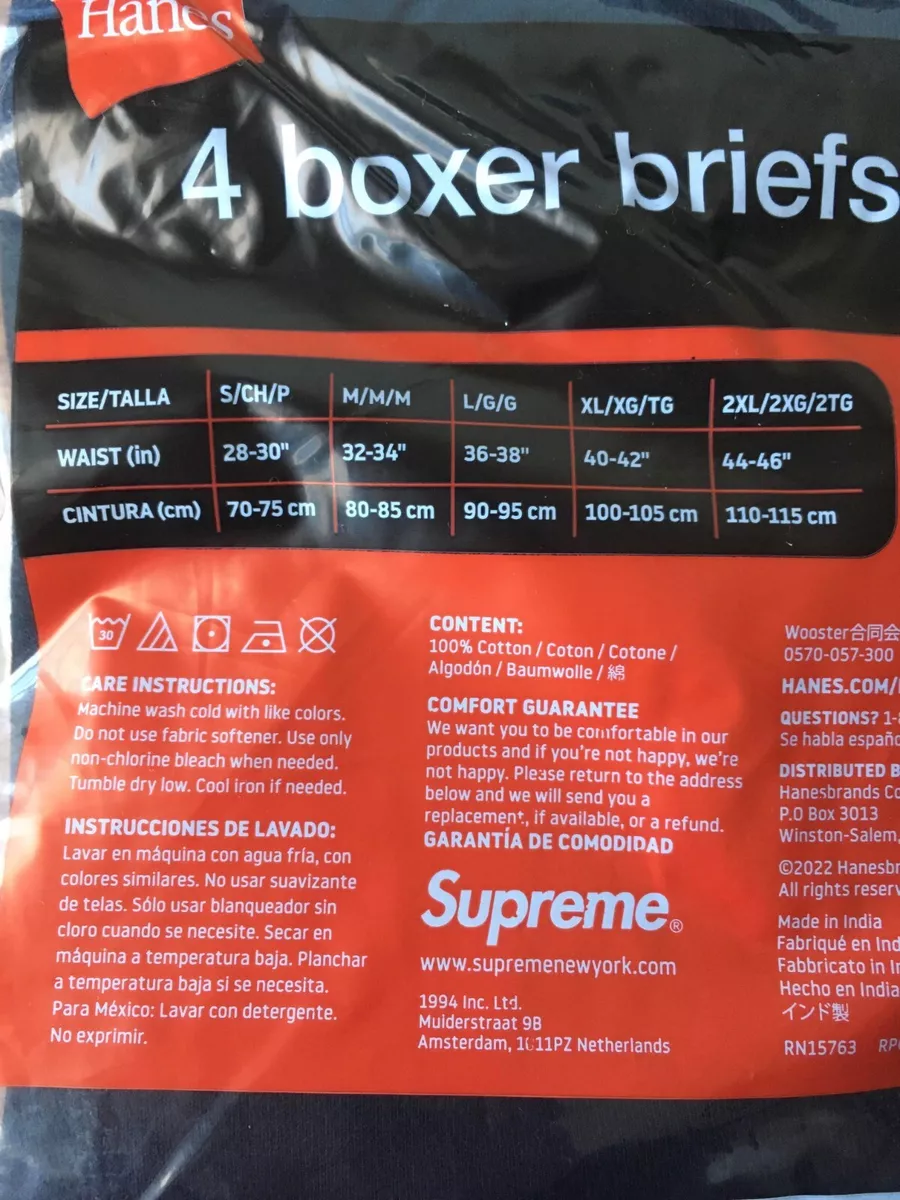 Hanes
4 boxer briefs
SIZE/TALLA S/CH/P M/M/M L/G/G XL/XG/TG 2XL/2XG/2TG
WAIST (in) 28-30" 32-34" 36-38" 40-42" 44-46"
CINTURA (cm) 70-75 cm 80-85 cm 90-95 cm 100-105 cm 110-115 cm
30
CARE INSTRUCTIONS:
Machine wash cold with like colors.
Do not use fabric softener. Use only
non-chlorine bleach when needed.
Tumble dry low. Cool iron if needed.
INSTRUCCIONES DE LAVADO:
Lavar en máquina con agua fría, con
colores similares. No usar suavizante
de telas. Sólo usar blanqueador sin
cloro cuando se necesite. Secar en
máquina a temperatura baja. Planchar
a temperatura baja si se necesita.
Para México: Lavar con detergente.
No exprimir.
CONTENT:
100% Cotton / Coton / Cotone /
Algodón / Baumwolle / 綿
COMFORT GUARANTEE
We want you to be comfortable in our
products and if you're not happy, we're
not happy. Please return to the address
below and we will send you a
replacement, if available, or a refund.
GARANTÍA DE COMODIDAD
Supreme®
www.supremenewyork.com
1994 Inc. Ltd.
Muiderstraat 9B
Amsterdam, 1011PZ Netherlands
Wooster合同会
0570-057-300
HANES.COM/
QUESTIONS? 1-
Se habla españo
DISTRIBUTED B
Hanesbrands
P.O Box 3013
Winston-Salem,
©2022 Hanesbr
All rights reserv
Made in India
Fabriqué en Ind
Fabbricato in
Hecho en India
インド製
RN15763